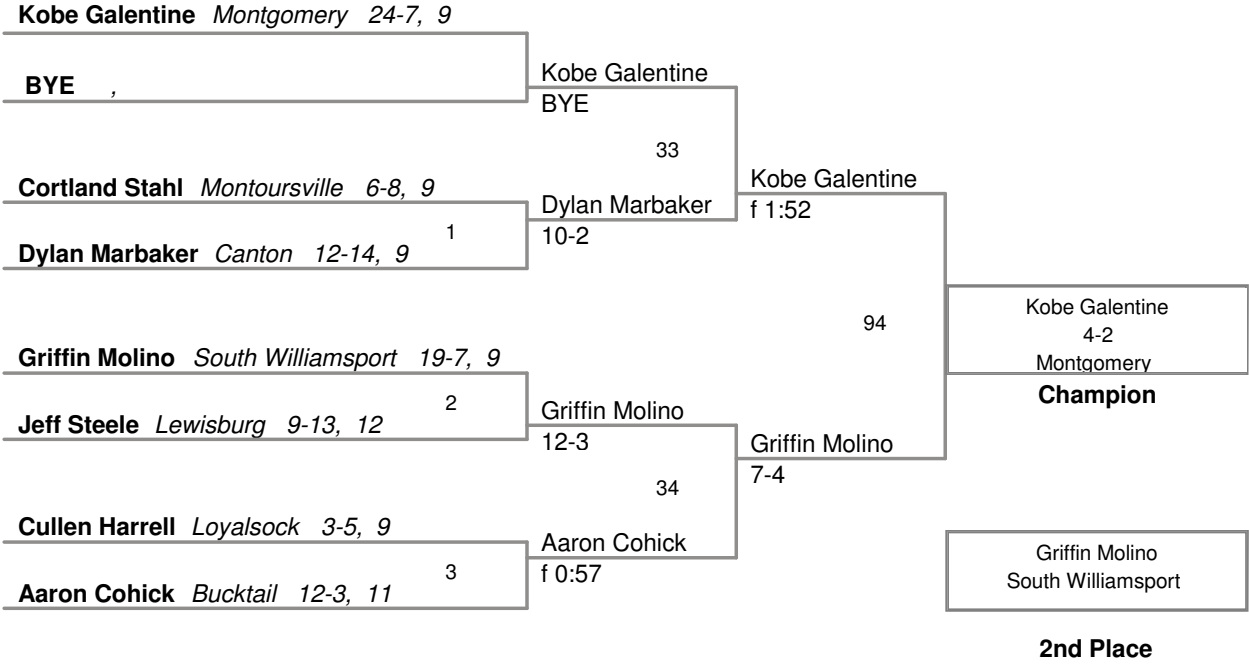 Kobe Galentine Montgomery 24-7, 9
BYE ,
Kobe Galentine
BYE
33
Cortland Stahl Montoursville 6-8, 9
1
Dylan Marbaker Canton 12-14, 9
Dylan Marbaker
10-2
Kobe Galentine
f 1:52
94
Griffin Molino South Williamsport 19-7, 9
2
Jeff Steele Lewisburg 9-13, 12
Griffin Molino
12-3
34
Cullen Harrell Loyalsock 3-5, 9
3
Aaron Cohick Bucktail 12-3, 11
Aaron Cohick
f 0:57
Griffin Molino
7-4
Kobe Galentine
4-2
Montgomery
Champion
Griffin Molino
South Williamsport
2nd Place